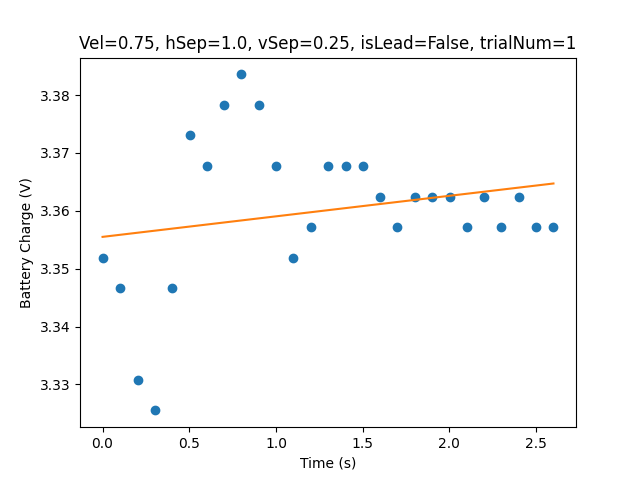 Vel=0.75, hSep=1.0, vSep=0.25, isLead=False, trialNum=1
3.38
3.37
3.36
3.35
3.34
3.33
Battery Charge (V)
0.0 0.5 1.0 1.5 2.0 2.5
Time (s)